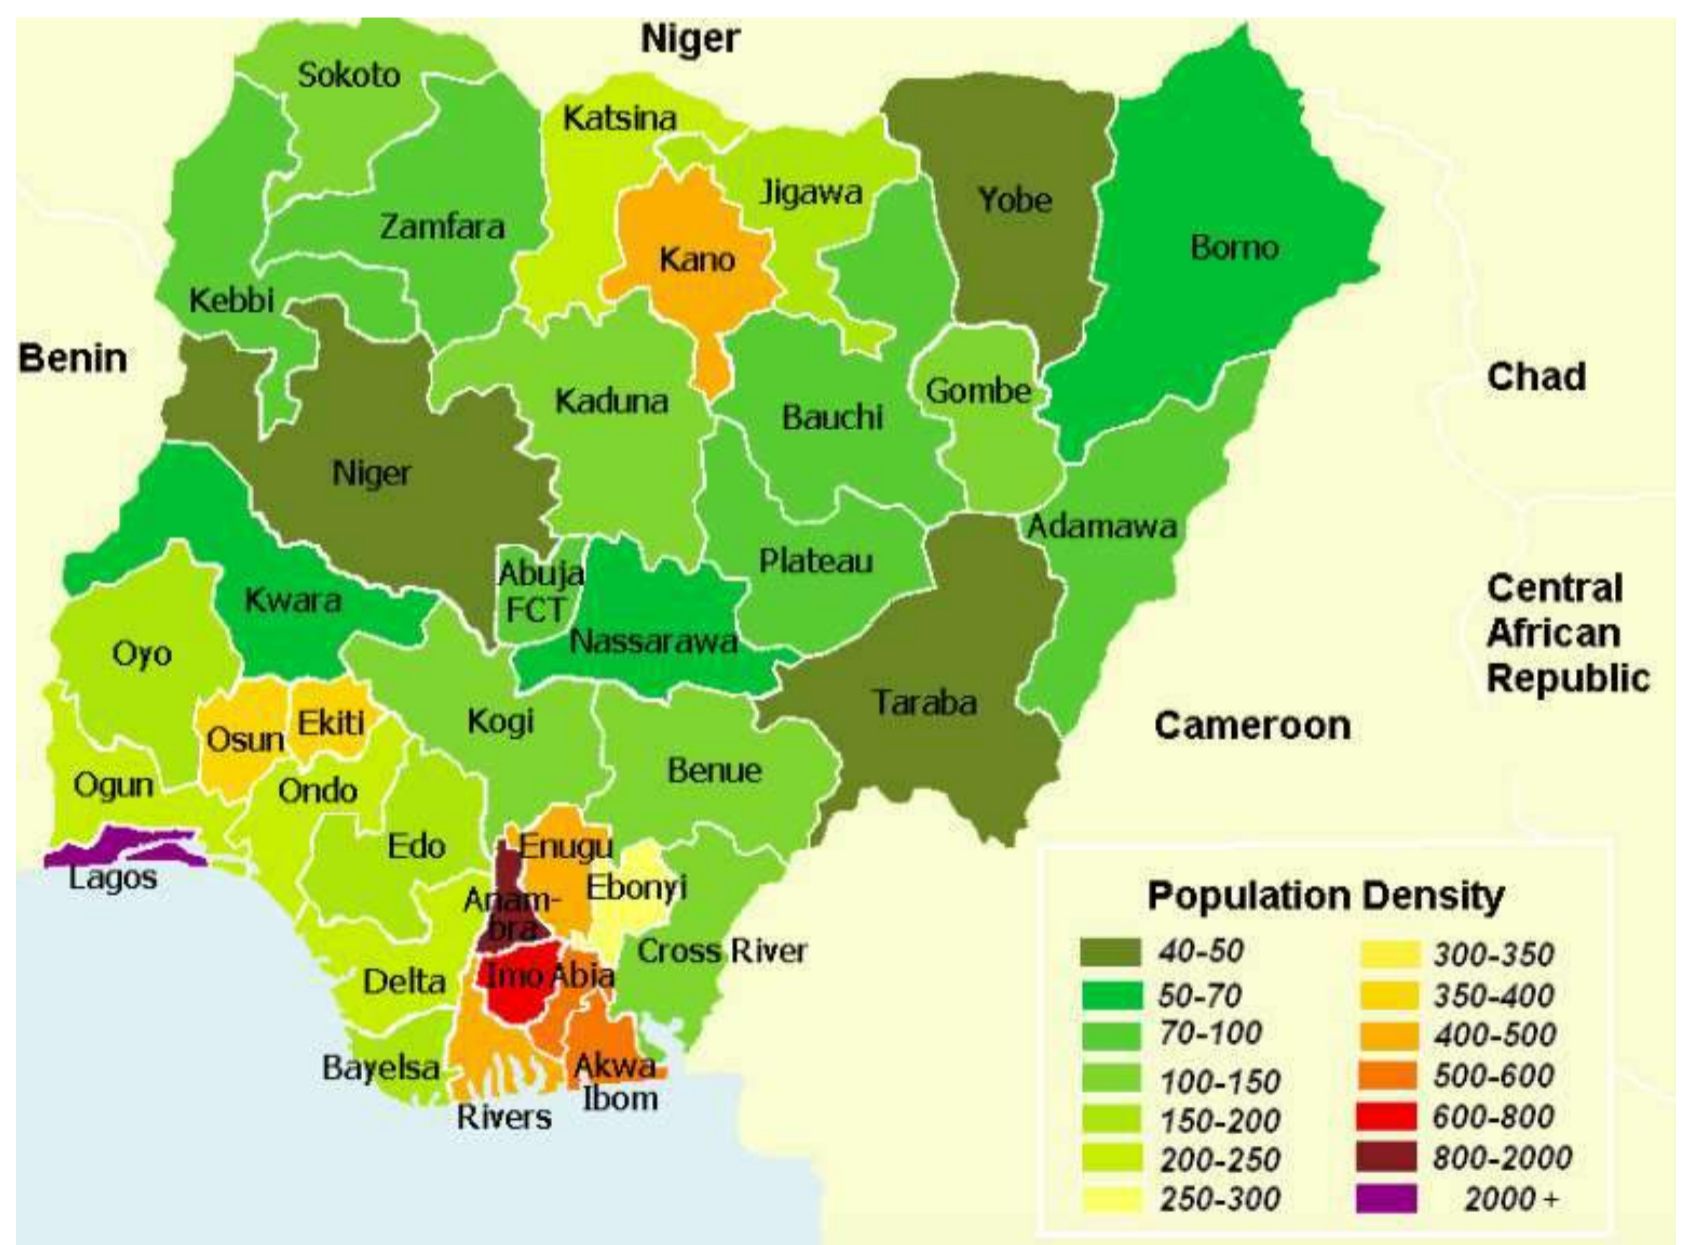 Niger
Sokoto
Katsina
Jigawa
Yobe
Zamfara
Borno
Kano
Kebbi
Benin
Chad
Gombe
Kaduna
Bauchi
Niger
Adamawa
Plateau
Abuja
FCT
Central
African
Republic
Kwara
Nassarawa
Oyo
Taraba
Kogi
Ekiti
Osun
Cameroon
Benue
Ogun
Ondo
Edo
Enugu
Lagos
Ebonyi
Anam-
bra
Cross River
Delta
Imo
Abia
Bayelsa
Akwa
Ibom
Rivers
Population Density
40-50
50-70
70-100
100-150
150-200
200-250
250-300
300-350
350-400
400-500
500-600
600-800
800-2000
2000 +